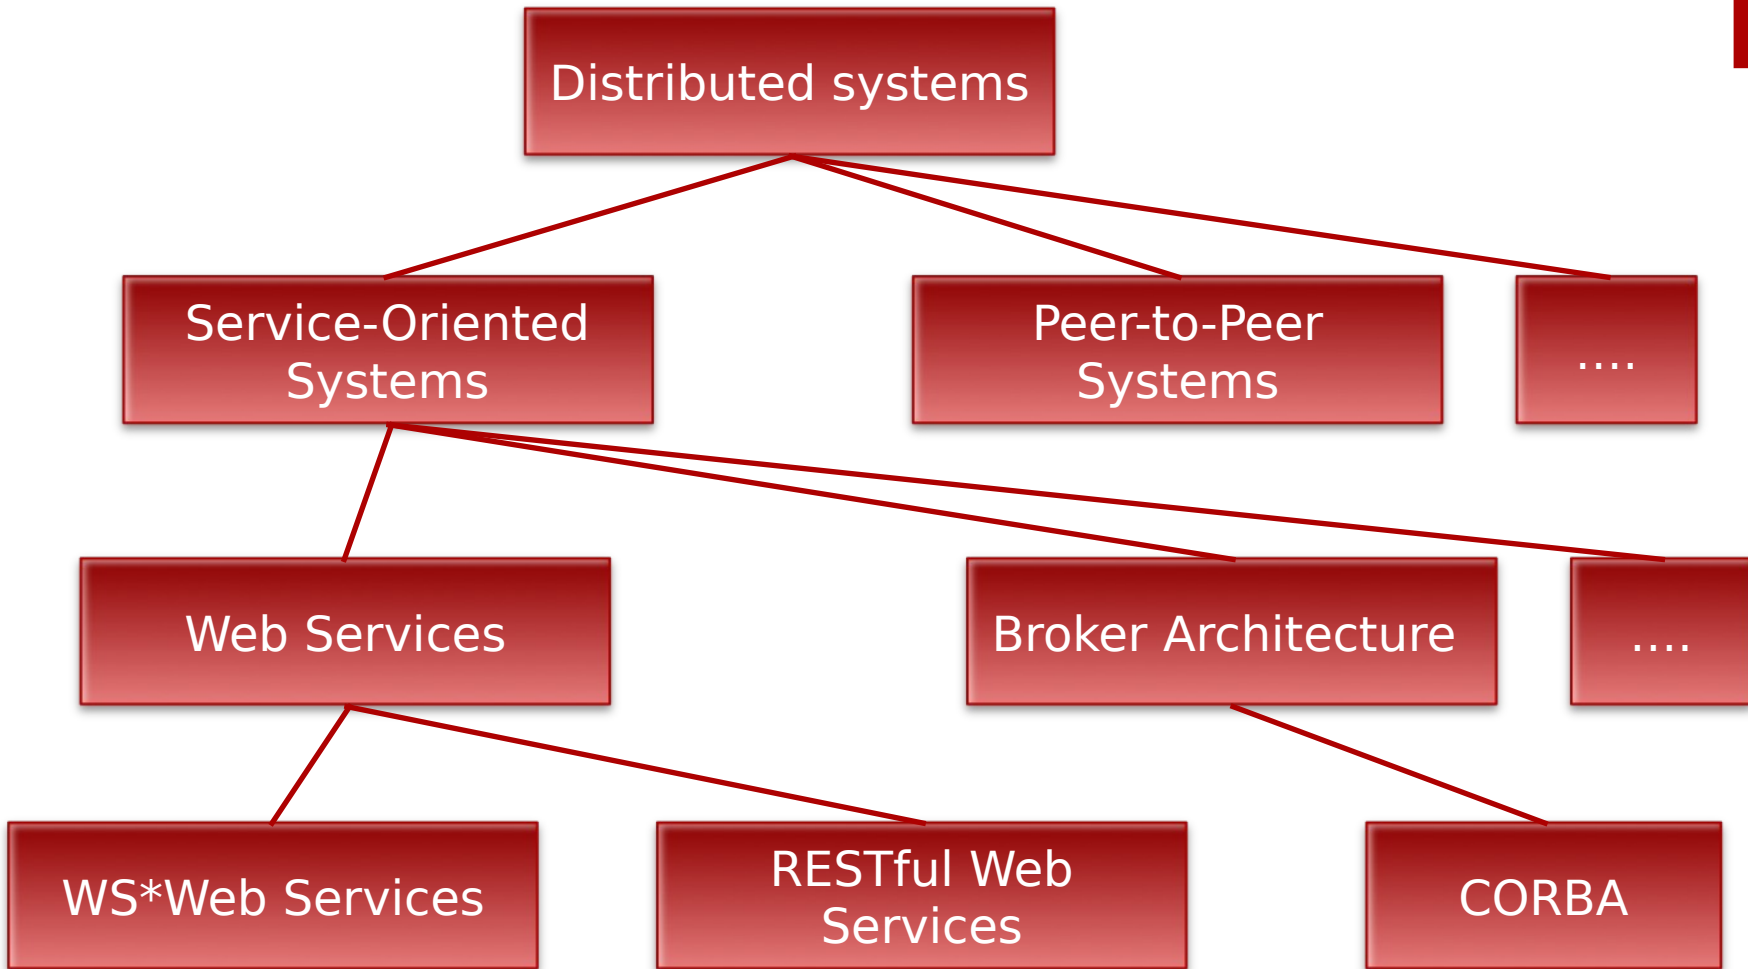 Distributed systems
Service-Oriented
Systems
Peer-to-Peer
Systems
....
Web Services
Broker Architecture
....
WS*Web Services
RESTful Web
Services
CORBA